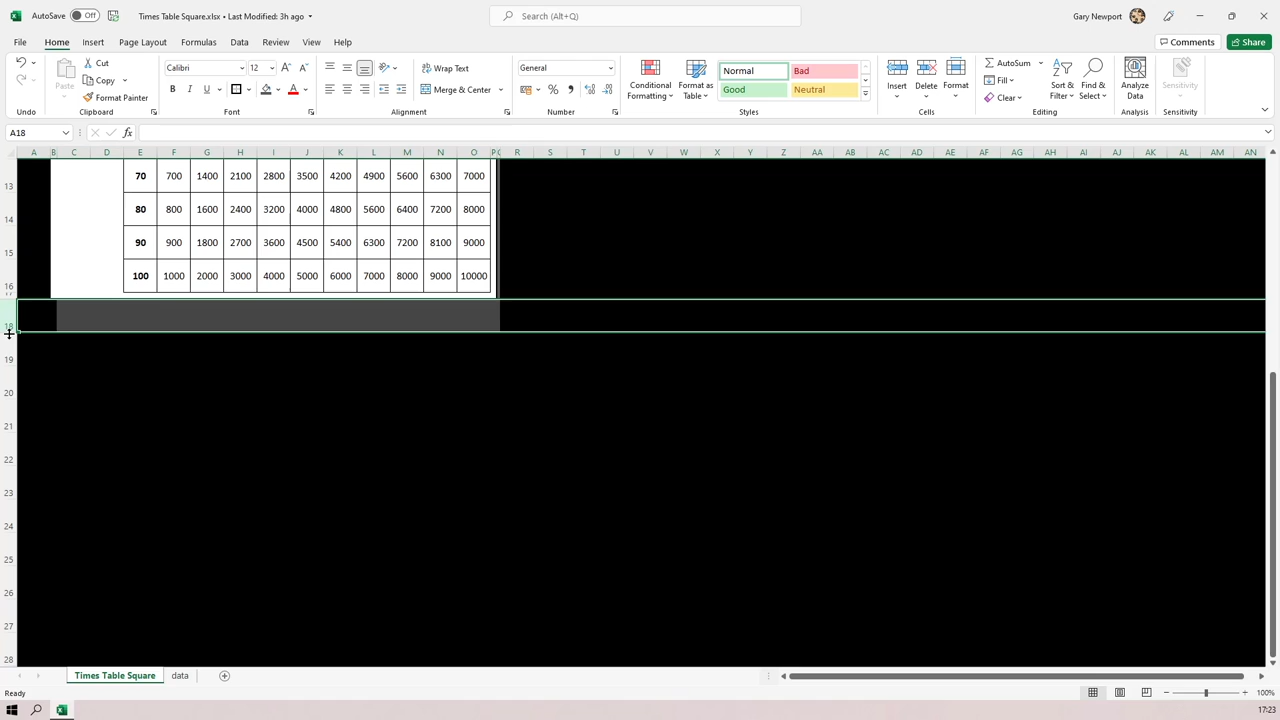 AutoSave Off Times Table Square.xlsx • Last Modified: 3h ago Search (Alt+Q) Gary Newport
File Home Insert Page Layout Formulas Data Review View Help Comments Share
Cut Calibri 12 Wrap Text General Normal Bad AutoSum
Copy Fill
Paste Format Painter Merge & Center Conditional Formatting Format as Table Good Neutral Insert Delete Format Clear Sort & Filter Find & Select Analyze Data Sensitivity
Undo Clipboard Font Alignment Number Styles Cells Editing Analysis Sensitivity
A18 fx
A B C D E F G H I J K L M N O P Q R S T U V W X Y Z AA AB AC AD AE AF AG AH AI AJ AK AL AM AN
13 70 700 1400 2100 2800 3500 4200 4900 5600 6300 7000
14 80 800 1600 2400 3200 4000 4800 5600 6400 7200 8000
15 90 900 1800 2700 3600 4500 5400 6300 7200 8100 9000
16 100 1000 2000 3000 4000 5000 6000 7000 8000 9000 10000
18
19
20
21
22
23
24
25
26
27
28
Times Table Square data
Ready 100%
17:23